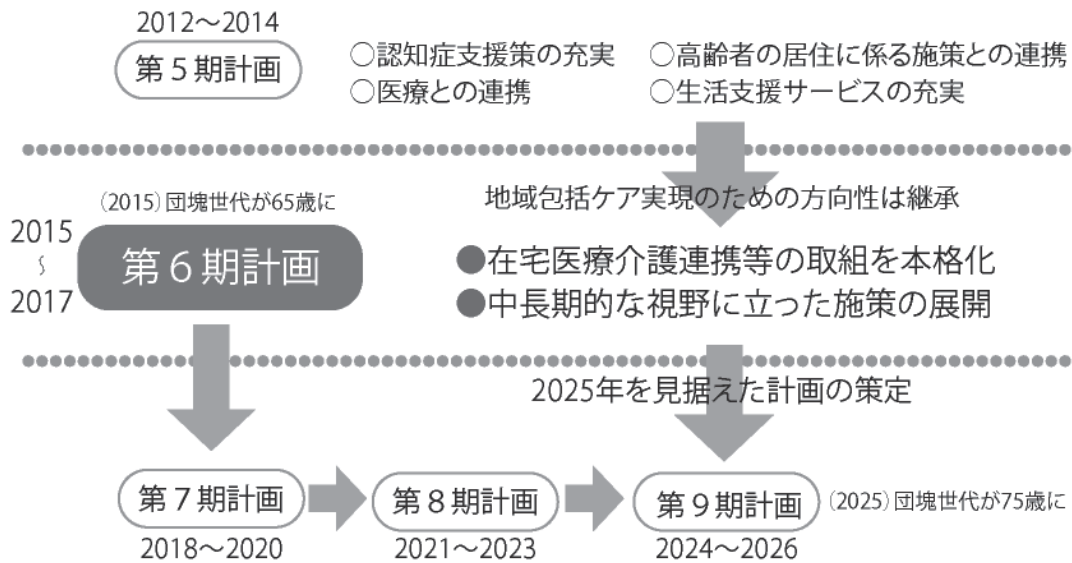 2012～2014
第５期計画
○認知症支援策の充実
○高齢者の居住に係る施策との連携
○医療との連携
○生活支援サービスの充実
(2015)団塊世代が65歳に
地域包括ケア実現のための方向性は継承
2015
～
2017
第６期計画
●在宅医療介護連携等の取組を本格化
●中長期的な視野に立った施策の展開
2025年を見据えた計画の策定
第７期計画
第８期計画
第９期計画
(2025)団塊世代が75歳に
2018～2020
2021～2023
2024～2026